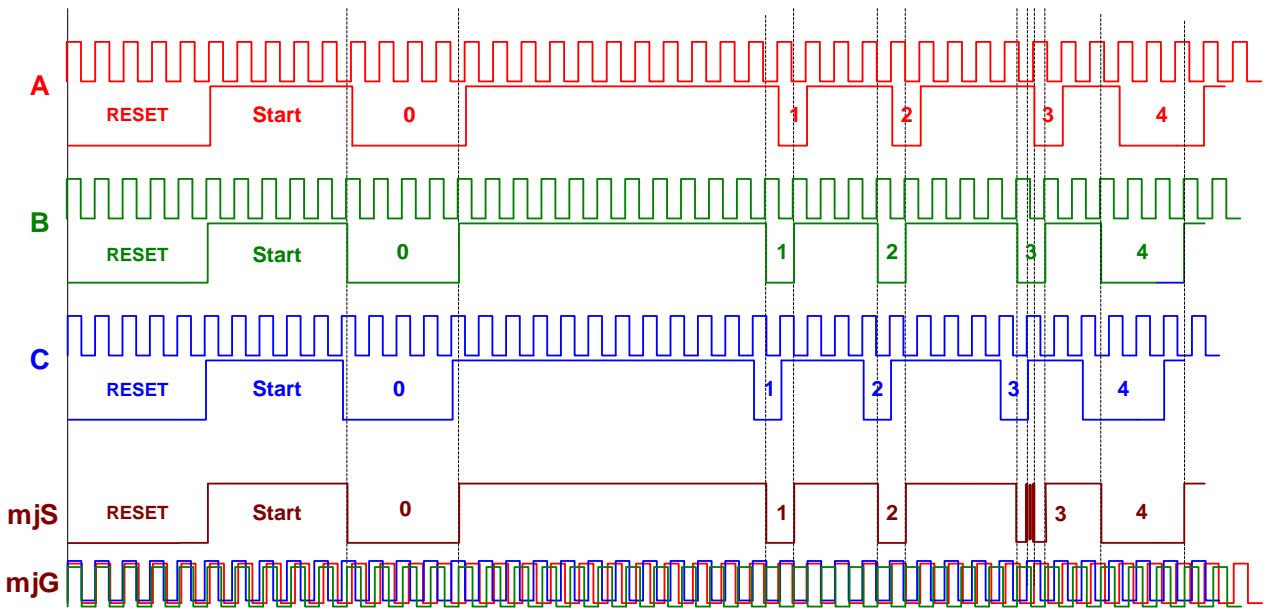 A
RESET Start 0 1 2 3 4
B
RESET Start 0 1 2 3 4
C
RESET Start 0 1 2 3 4
mjS RESET Start 0 1 2 3 4
mjG